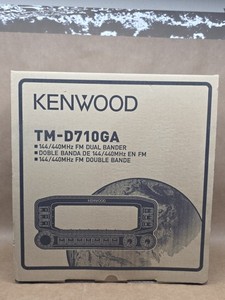 KENWOOD
TM-D710GA
■ 144/440MHz FM DUAL BANDER
■ DOBLE BANDA DE 144/440MHz EN FM
■ 144/440MHz FM DOUBLE BANDE
KENWOOD